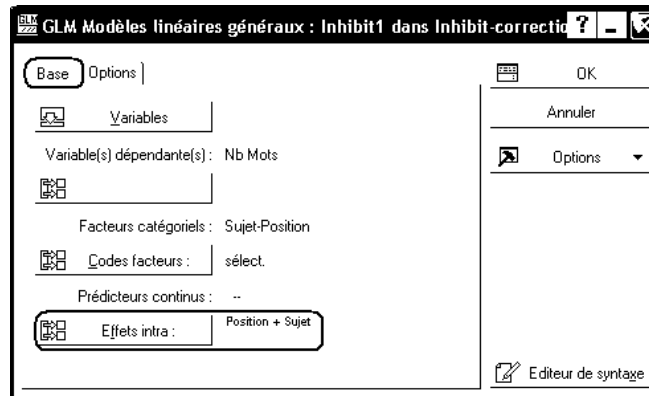 GLM Modèles linéaires généraux : Inhibit1 dans Inhibit-correctio
Base Options
OK
Variables
Annuler
Variable(s) dépendante(s) : Nb Mots
Options
Facteurs catégoriels : Sujet-Position
Codes facteurs : sélect.
Prédicteurs continus : --
Effets intra : Position + Sujet
Editeur de syntaxe